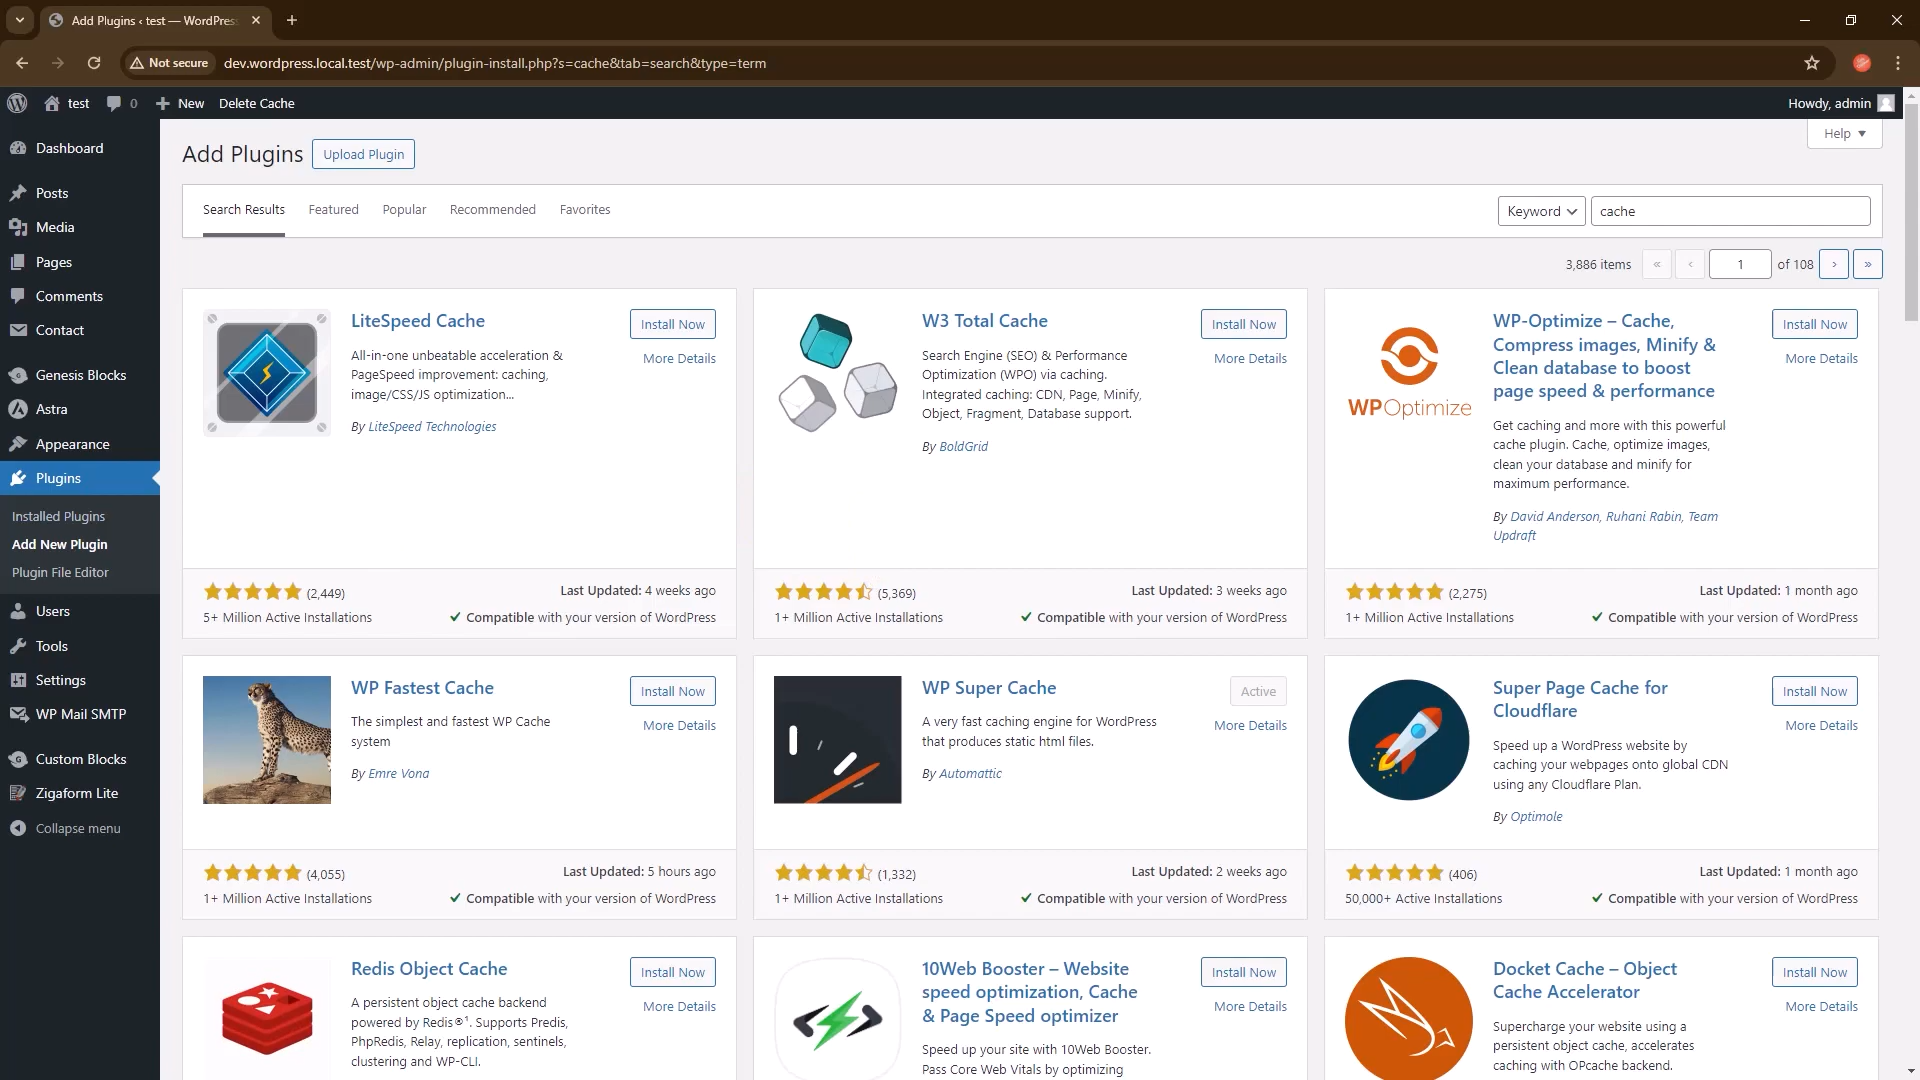 Add Plugins ‹ test — WordPress
Not secure
dev.wordpress.local.test/wp-admin/plugin-install.php?s=cache&tab=search&type=term
test
0
New
Delete Cache
Howdy, admin
Dashboard
Posts
Media
Pages
Comments
Contact
Genesis Blocks
Astra
Appearance
Plugins
Installed Plugins
Add New Plugin
Plugin File Editor
Users
Tools
Settings
WP Mail SMTP
Custom Blocks
Zigaform Lite
Collapse menu
Help
Add Plugins
Upload Plugin
Search Results
Featured
Popular
Recommended
Favorites
Keyword
cache
3,886 items
«
‹
1
of 108
›
»
LiteSpeed Cache
Install Now
More Details
All-in-one unbeatable acceleration &
PageSpeed improvement: caching,
image/CSS/JS optimization...
By LiteSpeed Technologies
(2,449)
Last Updated: 4 weeks ago
5+ Million Active Installations
Compatible with your version of WordPress
W3 Total Cache
Install Now
More Details
Search Engine (SEO) & Performance
Optimization (WPO) via caching.
Integrated caching: CDN, Page, Minify,
Object, Fragment, Database support.
By BoldGrid
(5,369)
Last Updated: 3 weeks ago
1+ Million Active Installations
Compatible with your version of WordPress
WPOptimize
WP-Optimize – Cache,
Compress images, Minify &
Clean database to boost
page speed & performance
Install Now
More Details
Get caching and more with this powerful
cache plugin. Cache, optimize images,
clean your database and minify for
maximum performance.
By David Anderson, Ruhani Rabin, Team
Updraft
(2,275)
Last Updated: 1 month ago
1+ Million Active Installations
Compatible with your version of WordPress
WP Fastest Cache
Install Now
More Details
The simplest and fastest WP Cache
system
By Emre Vona
(4,055)
Last Updated: 5 hours ago
1+ Million Active Installations
Compatible with your version of WordPress
WP Super Cache
Active
More Details
A very fast caching engine for WordPress
that produces static html files.
By Automattic
(1,332)
Last Updated: 2 weeks ago
1+ Million Active Installations
Compatible with your version of WordPress
Super Page Cache for
Cloudflare
Install Now
More Details
Speed up a WordPress website by
caching your webpages onto global CDN
using any Cloudflare Plan.
By Optimole
(406)
Last Updated: 1 month ago
50,000+ Active Installations
Compatible with your version of WordPress
Redis Object Cache
Install Now
More Details
A persistent object cache backend
powered by Redis®¹. Supports Predis,
PhpRedis, Relay, replication, sentinels,
clustering and WP-CLI.
10Web Booster – Website
speed optimization, Cache
& Page Speed optimizer
Install Now
More Details
Speed up your site with 10Web Booster.
Pass Core Web Vitals by optimizing
Docket Cache – Object
Cache Accelerator
Install Now
More Details
Supercharge your website using a
persistent object cache, accelerates
caching with OPcache backend.